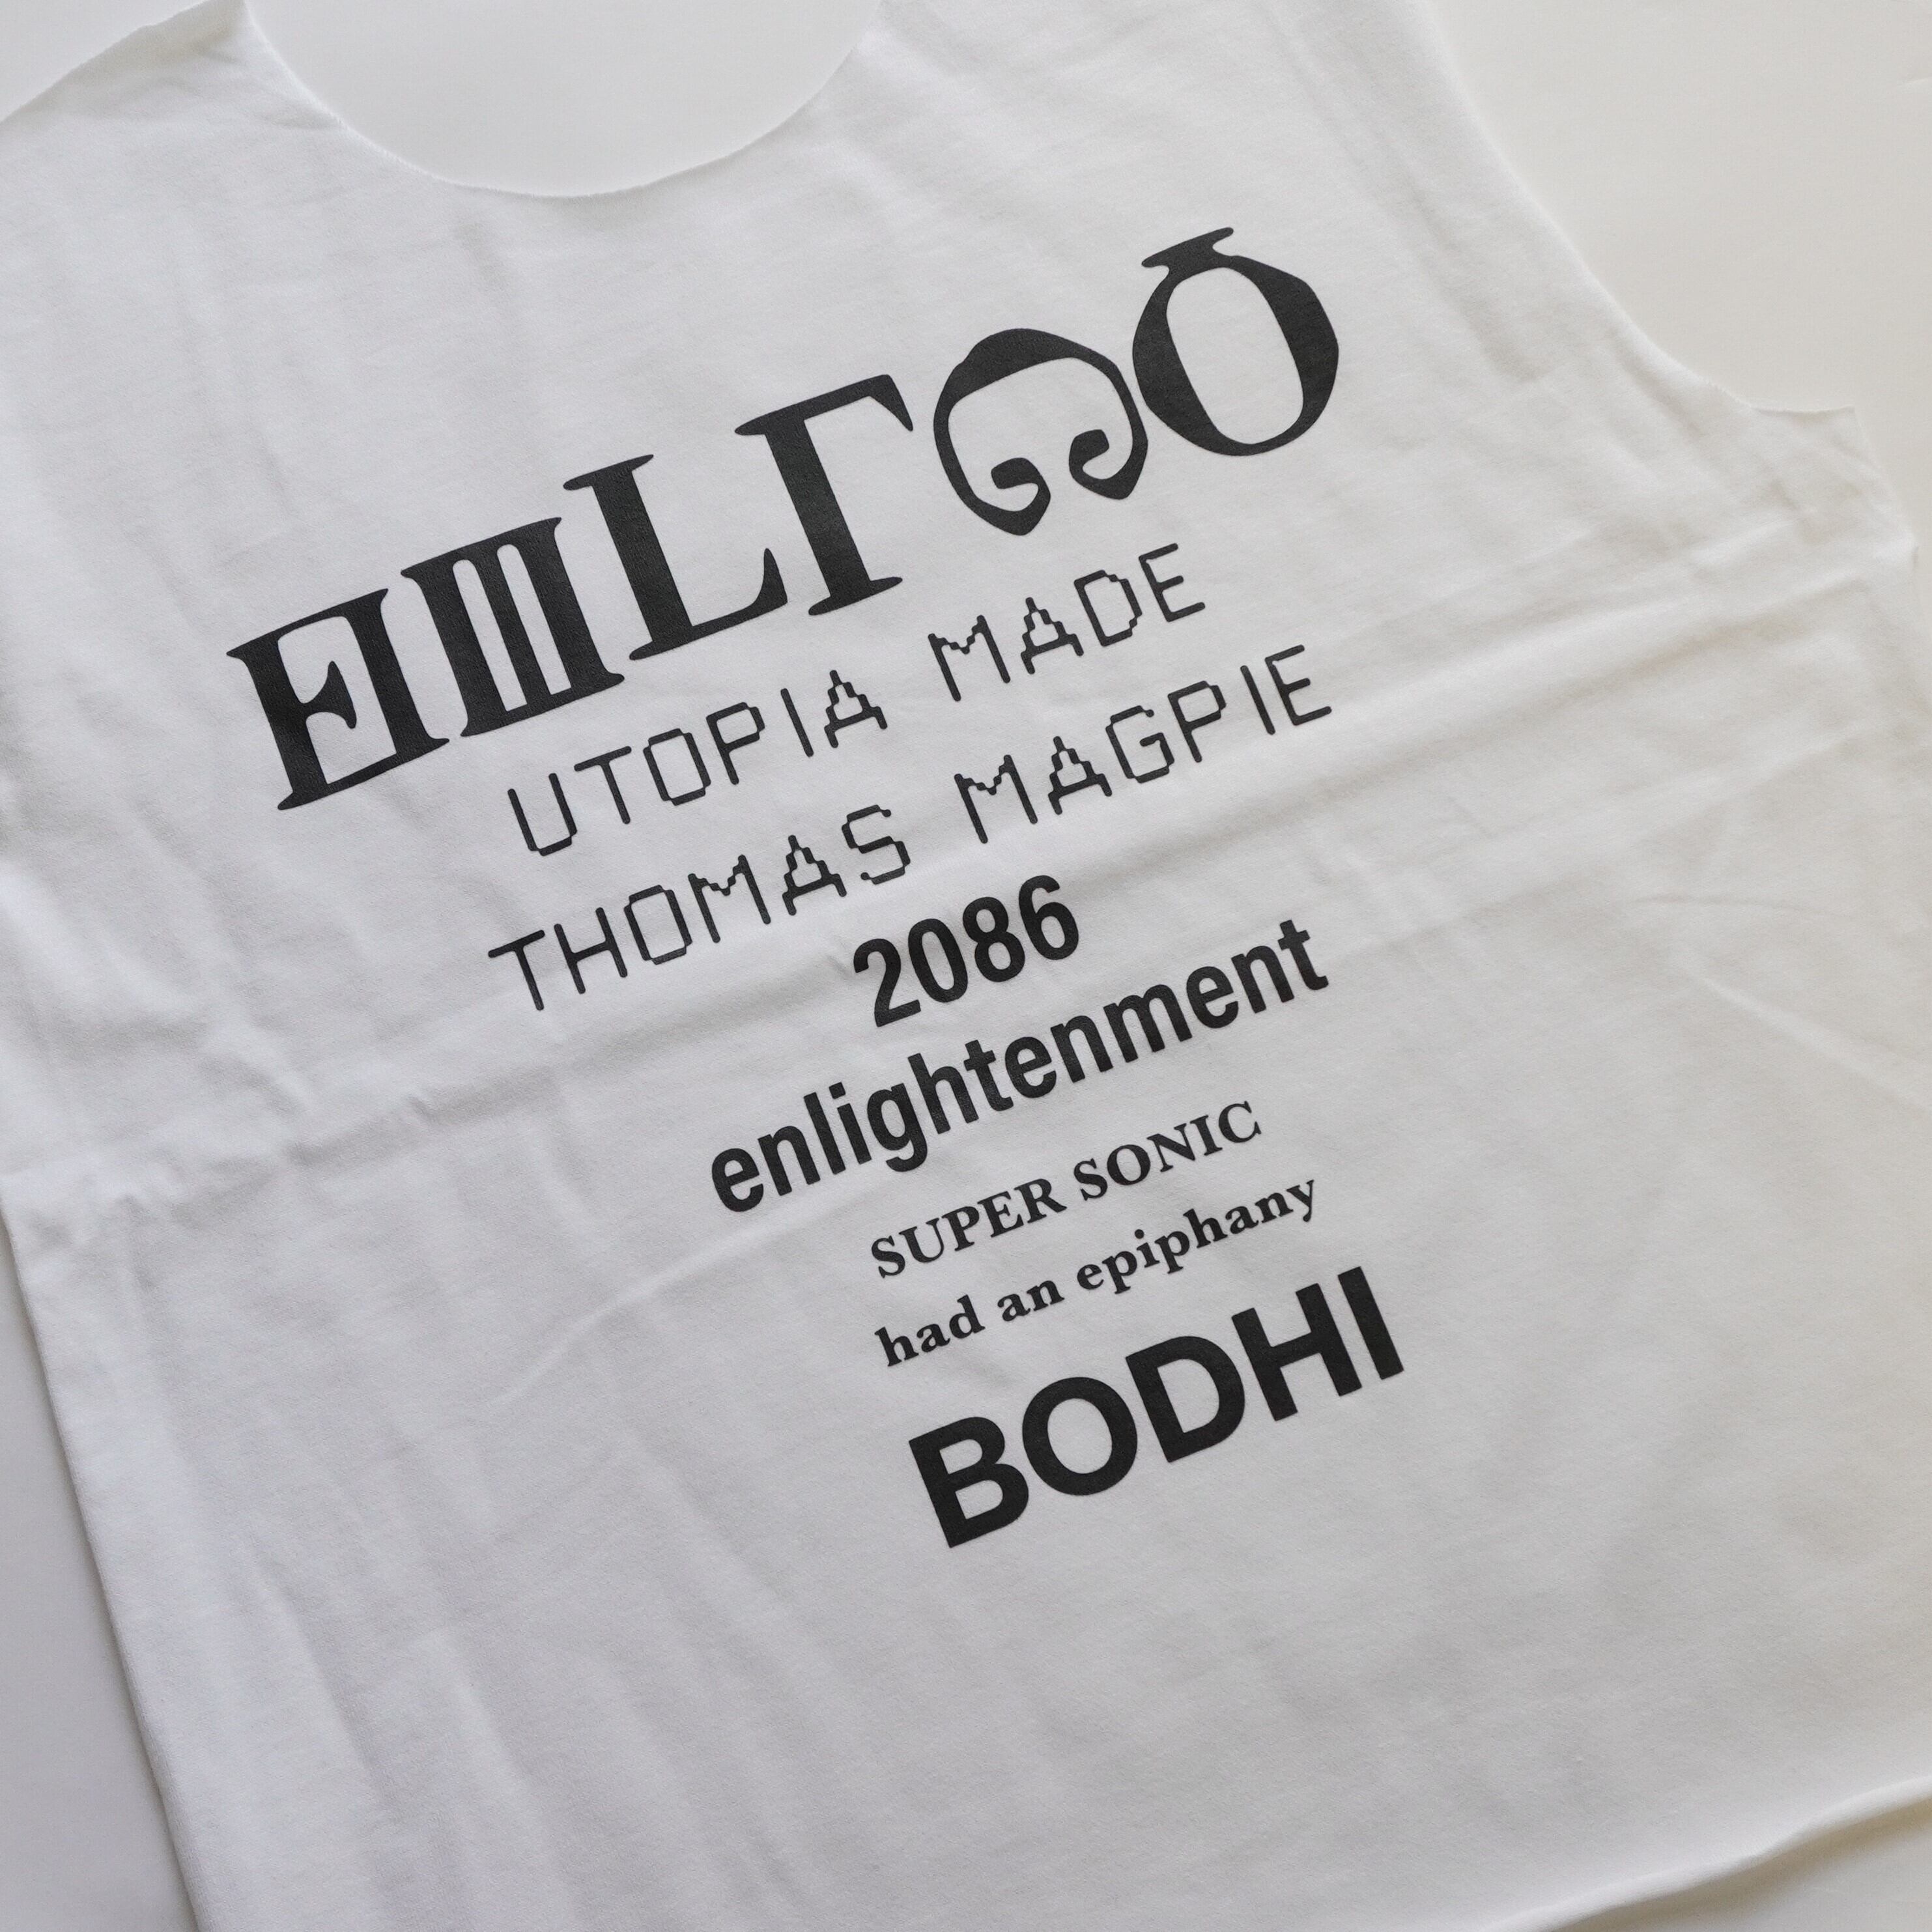 UTOPIA MADE
THOMAS MAGPIE
2086
enlightenment
SUPER SONIC
had an epiphany
BODHI